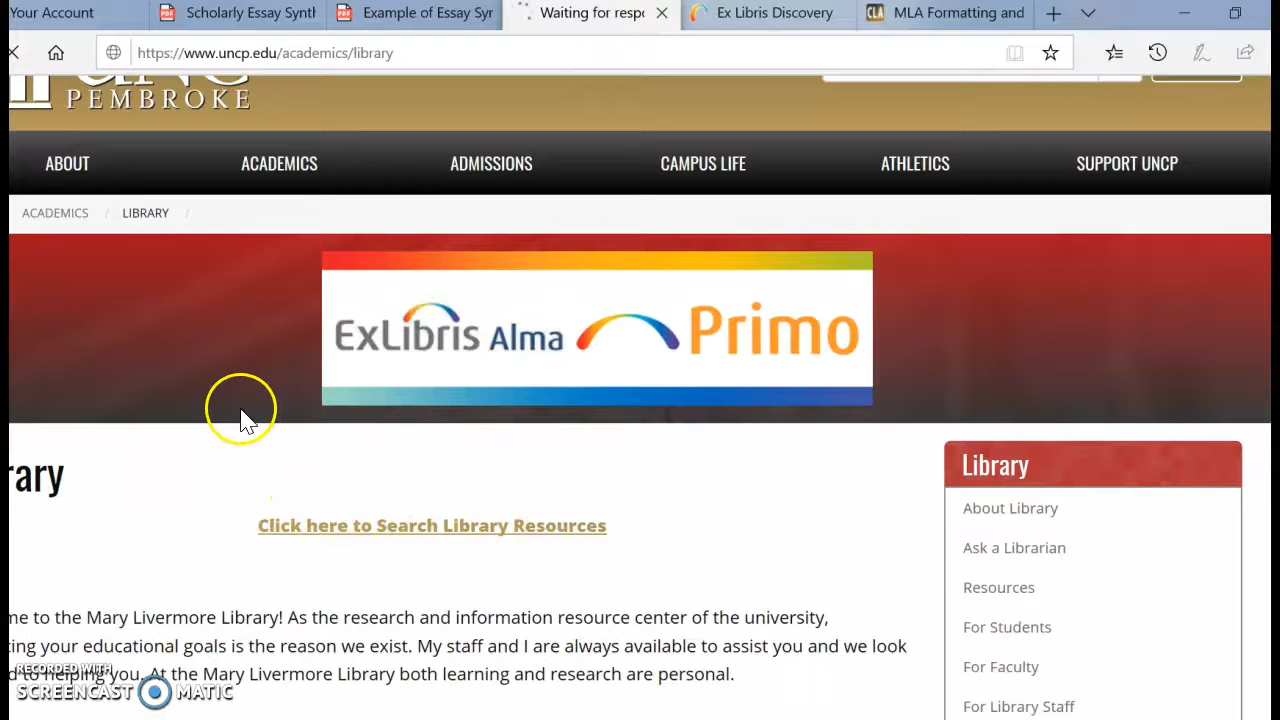 Your Account
Scholarly Essay Synth
Example of Essay Syr
Waiting for respo
Ex Libris Discovery
MLA Formatting and
https://www.uncp.edu/academics/library
UNC
PEMBROKE
ABOUT
ACADEMICS
ADMISSIONS
CAMPUS LIFE
ATHLETICS
SUPPORT UNCP
ACADEMICS / LIBRARY /
ExLibris Alma Primo
rary
Library
Click here to Search Library Resources
About Library
Ask a Librarian
Resources
For Students
For Faculty
For Library Staff
me to the Mary Livermore Library! As the research and information resource center of the university,
ting your educational goals is the reason we exist. My staff and I are always available to assist you and we look
d to helping you. At the Mary Livermore Library both learning and research are personal.
RECORDED WITH
SCREENCAST MATIC